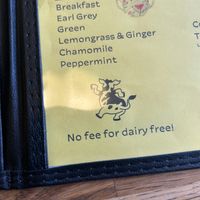 Breakfast
Earl Grey
Green
Lemongrass & Ginger
Chamomile
Peppermint
No fee for dairy free!